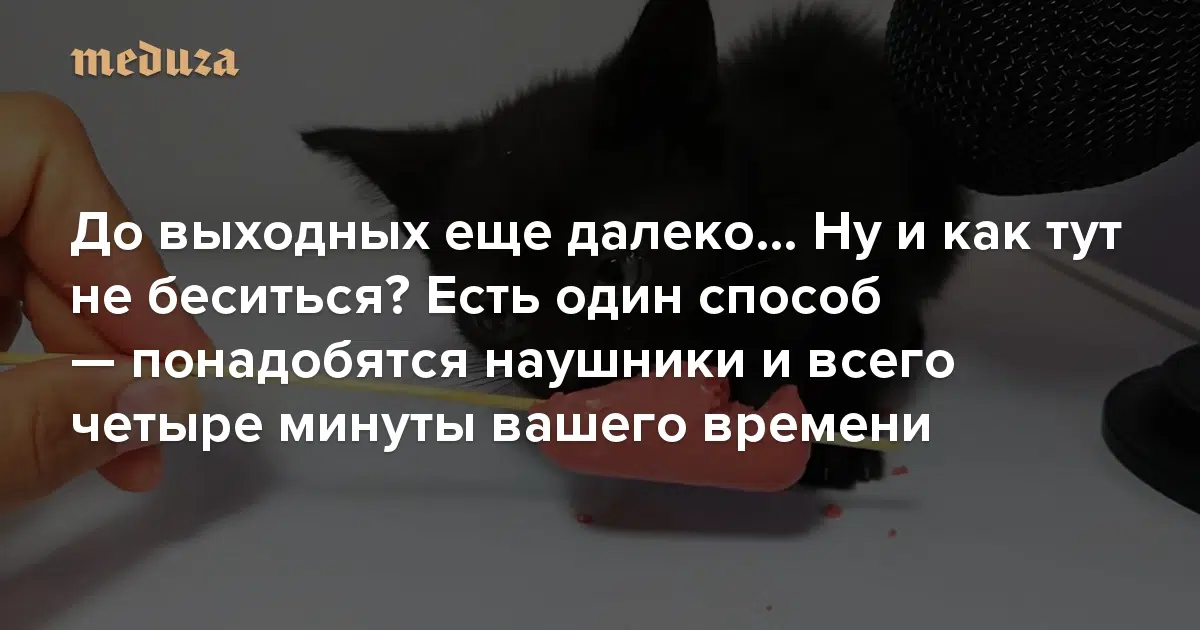 meduza
До выходных еще далеко... Ну и как тут
не беситься? Есть один способ
— понадобятся наушники и всего
четыре минуты вашего времени